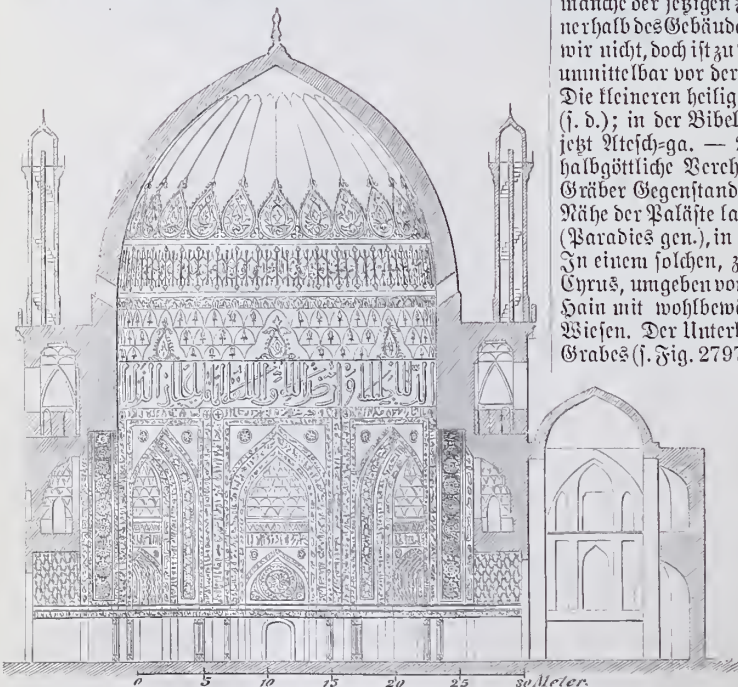 manche der jetzigen
nerhalb des Gebäude
wir nicht, doch ist zu
unmittelbar vor der
Die kleineren heilig
(s. d.); in der Bibel
jetzt Atesch-ga. —
halbgöttliche Vereh
Gräber Gegenstand
Nähe der Paläste la
(Paradies gen.), in
In einem solchen, z
Cyrus, umgeben von
Hain mit wohlbewä
Wiesen. Der Unterb
Grabes (s. Fig. 2797
0 5 10 15 20 25 30 Meter.